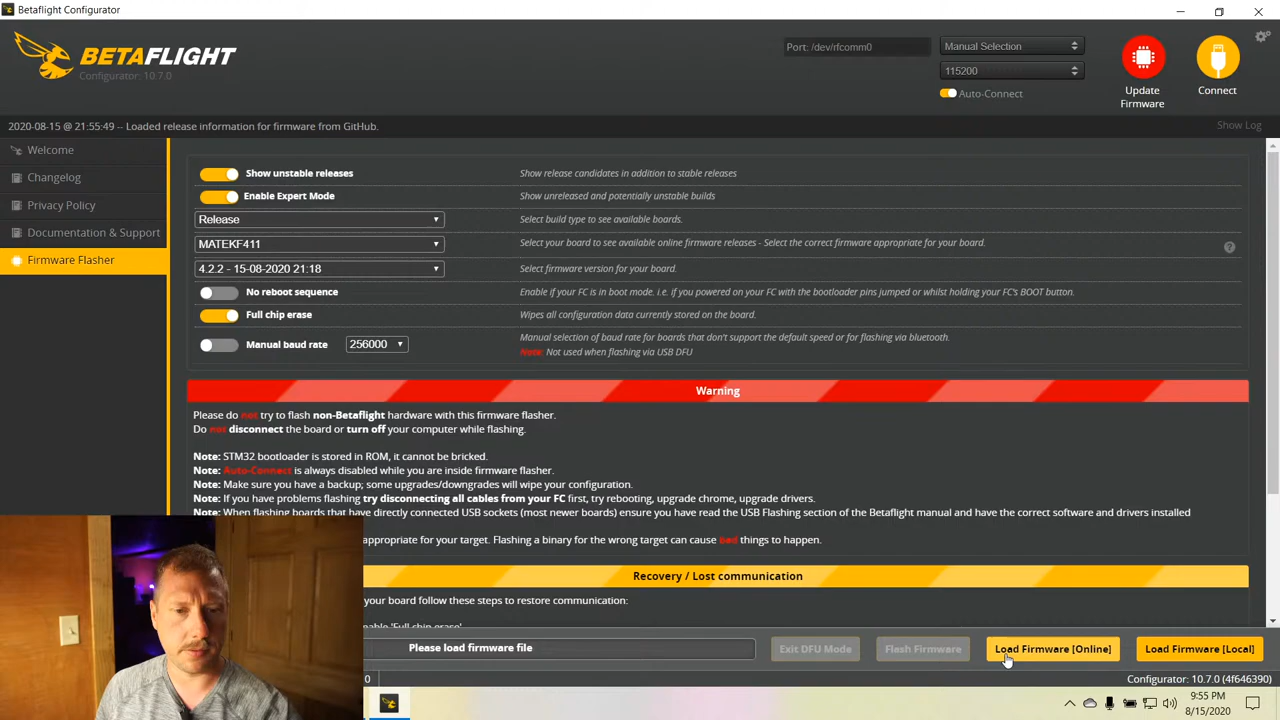 Betaflight Configurator
BETAFLIGHT
Configurator: 10.7.0
Port: /dev/rfcomm0
Manual Selection
115200
Auto-Connect
Update
Firmware
Connect
2020-08-15 @ 21:55:49 -- Loaded release information for firmware from GitHub.
Show Log
Welcome
Changelog
Privacy Policy
Documentation & Support
Firmware Flasher
Show unstable releases
Show release candidates in addition to stable releases
Enable Expert Mode
Show unreleased and potentially unstable builds
Release
Select build type to see available boards.
MATEKF411
Select your board to see available online firmware releases - Select the correct firmware appropriate for your board.
?
4.2.2 - 15-08-2020 21:18
Select firmware version for your board.
No reboot sequence
Enable if your FC is in boot mode. i.e. if you powered on your FC with the bootloader pins jumped or whilst holding your FC's BOOT button.
Full chip erase
Wipes all configuration data currently stored on the board.
Manual baud rate
256000
Manual selection of baud rate for boards that don't support the default speed or for flashing via bluetooth.
Note: Not used when flashing via USB DFU
Warning
Please do not try to flash non-Betaflight hardware with this firmware flasher.
Do not disconnect the board or turn off your computer while flashing.
Note: STM32 bootloader is stored in ROM, it cannot be bricked.
Note: Auto-Connect is always disabled while you are inside firmware flasher.
Note: Make sure you have a backup; some upgrades/downgrades will wipe your configuration.
Note: If you have problems flashing try disconnecting all cables from your FC first, try rebooting, upgrade chrome, upgrade drivers.
Note: When flashing boards that have directly connected USB sockets (most newer boards) ensure you have read the USB Flashing section of the Betaflight manual and have the correct software and drivers installed
appropriate for your target. Flashing a binary for the wrong target can cause bad things to happen.
Recovery / Lost communication
your board follow these steps to restore communication:
enable 'Full chip erase'
Please load firmware file
Exit DFU Mode
Flash Firmware
Load Firmware [Online]
Load Firmware [Local]
0
Configurator: 10.7.0 (4f646390)
9:55 PM
8/15/2020